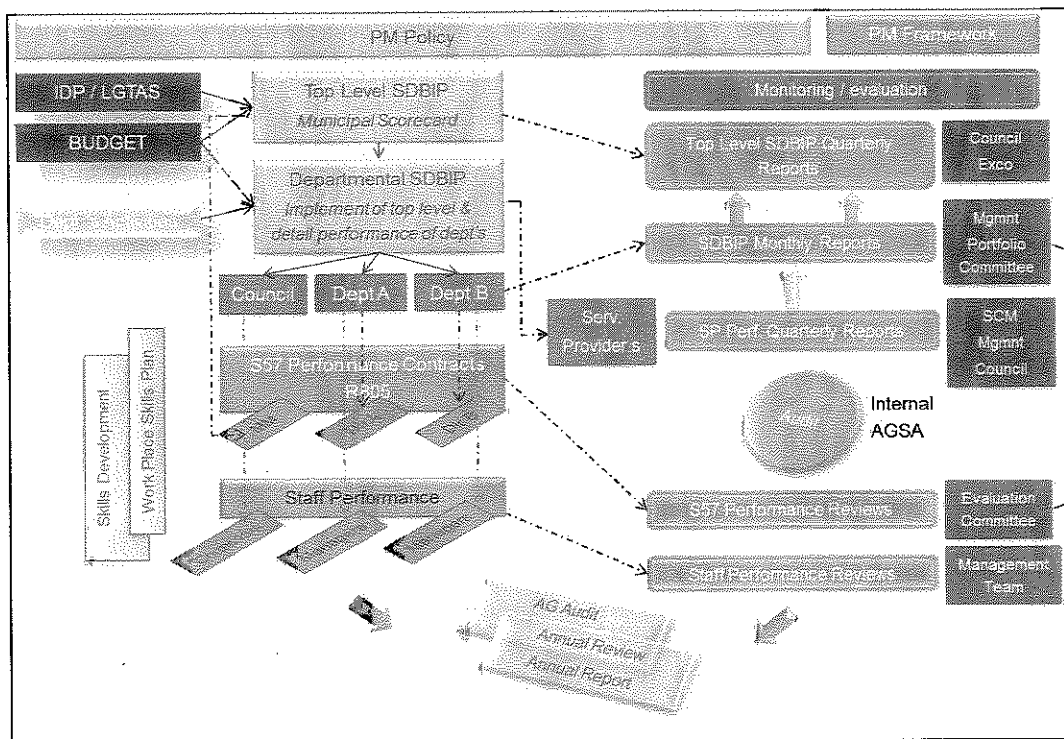 PM Policy
PM Framework
IDP / LGTAS
BUDGET
Top Level SDBIP
Municipal Scorecard
Departmental SDBIP
Implement of top level &
detail performance of dept's
Council
Dept A
Dept B
Serv.
Provider s
S57 Performance Contracts
R805
Staff Performance
Skills Development
Work Place Skills Plan
Monitoring / evaluation
Top Level SDBIP Quarterly
Reports
Council
Exco
SDBIP Monthly Reports
Mgmnt
Portfolio
Committee
SP Perf. Quarterly Reports
SCM
Mgmnt
Council
Internal
AGSA
S57 Performance Reviews
Evaluation
Committee
Staff Performance Reviews
Management
Team
AG Audit
Annual Review
Annual Report